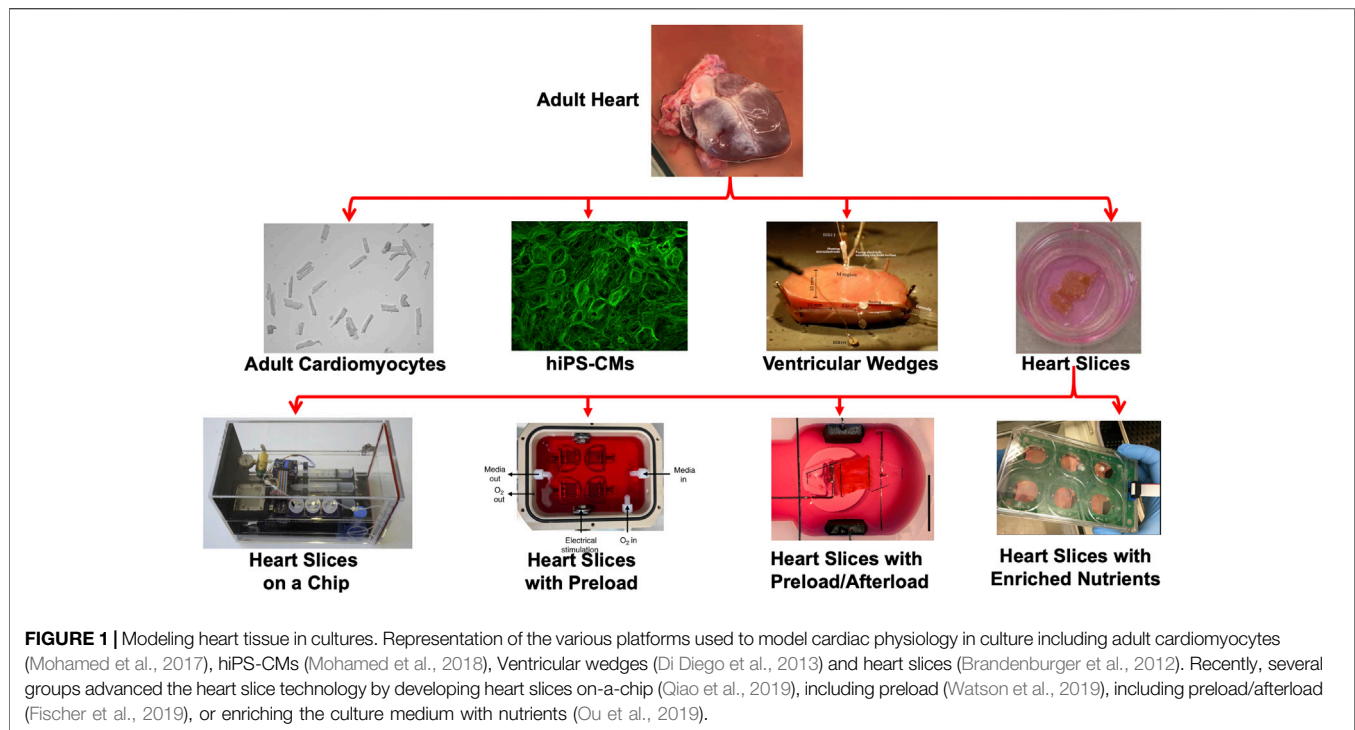 Adult Heart
Adult Cardiomyocytes
hiPS-CMs
M region
Ventricular Wedges
Heart Slices
Media
out
O2
out
Media
in
Electrical
stimulation
O2 in
Heart Slices
on a Chip
Heart Slices
with Preload
Heart Slices with
Preload/Afterload
Heart Slices with
Enriched Nutrients
FIGURE 1 | Modeling heart tissue in cultures. Representation of the various platforms used to model cardiac physiology in culture including adult cardiomyocytes
(Mohamed et al., 2017), hiPS-CMs (Mohamed et al., 2018), Ventricular wedges (Di Diego et al., 2013) and heart slices (Brandenburger et al., 2012). Recently, several
groups advanced the heart slice technology by developing heart slices on-a-chip (Qiao et al., 2019), including preload (Watson et al., 2019), including preload/afterload
(Fischer et al., 2019), or enriching the culture medium with nutrients (Ou et al., 2019).